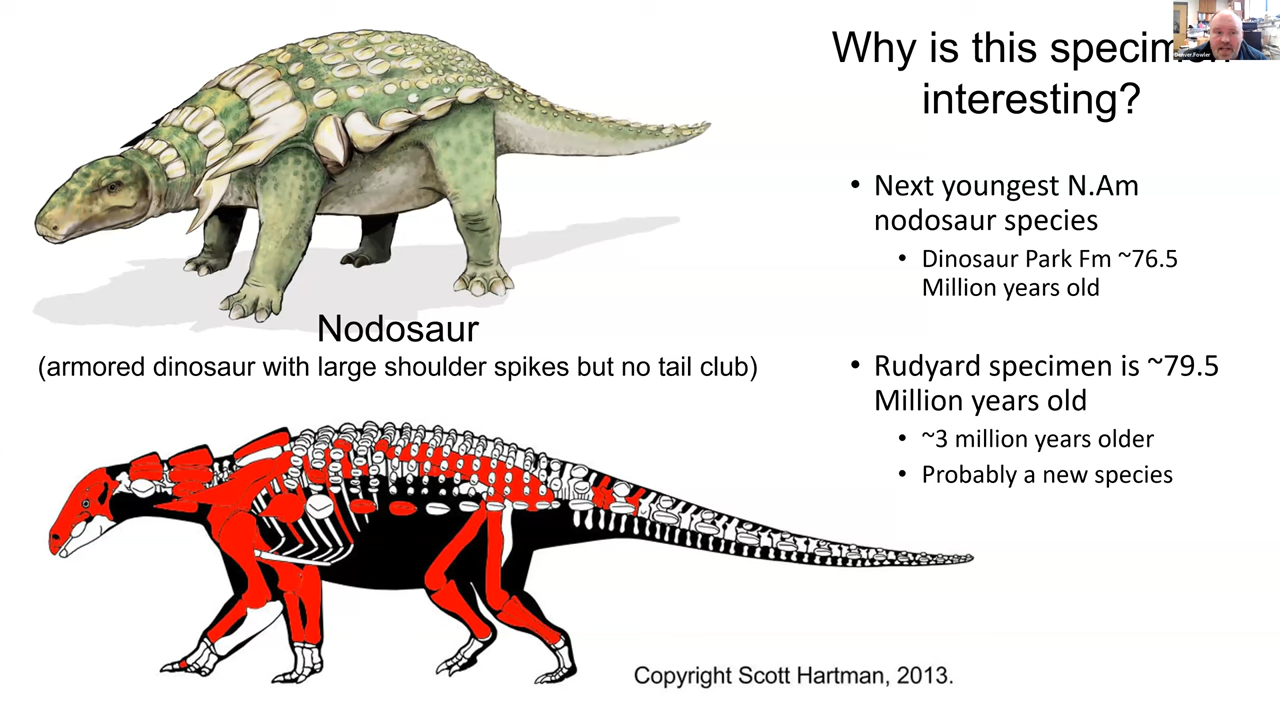 Why is this specim
interesting?
Denver.Fowler
• Next youngest N.Am
nodosaur species
• Dinosaur Park Fm ~76.5
Million years old
Nodosaur
(armored dinosaur with large shoulder spikes but no tail club)
• Rudyard specimen is ~79.5
Million years old
• ~3 million years older
• Probably a new species
Copyright Scott Hartman, 2013.